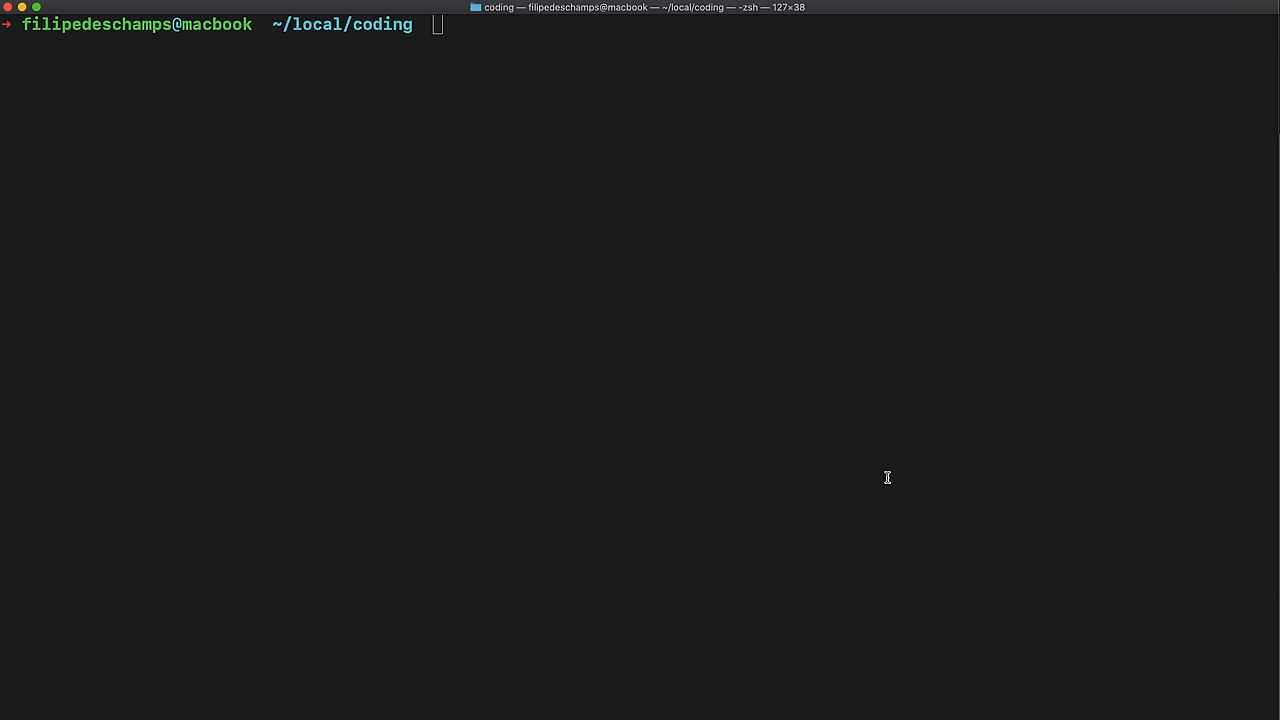 coding — filipedeschamps@macbook — ~/local/coding — -zsh — 127×38
➜ filipedeschamps@macbook ~/local/coding